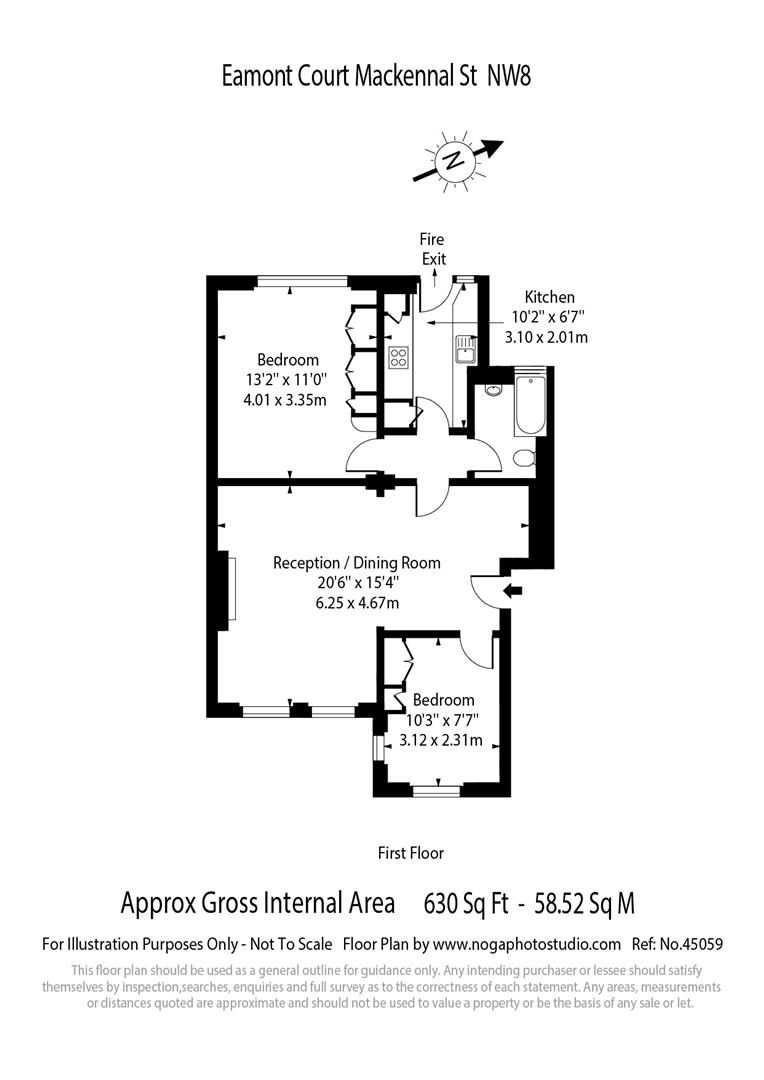 Eamont Court Mackennal St NW8
N
Fire
Exit
Kitchen
10'2" x 6'7"
3.10 x 2.01m
Bedroom
13'2" x 11'0"
4.01 x 3.35m
Reception / Dining Room
20'6" x 15'4"
6.25 x 4.67m
Bedroom
10'3" x 7'7"
3.12 x 2.31m
First Floor
Approx Gross Internal Area 630 Sq Ft - 58.52 Sq M
For Illustration Purposes Only - Not To Scale Floor Plan by www.nogaphotostudio.com Ref: No.45059
This floor plan should be used as a general outline for guidance only. Any intending purchaser or lessee should satisfy
themselves by inspection,searches, enquiries and full survey as to the correctness of each statement. Any areas, measurements
or distances quoted are approximate and should not be used to value a property or be the basis of any sale or let.